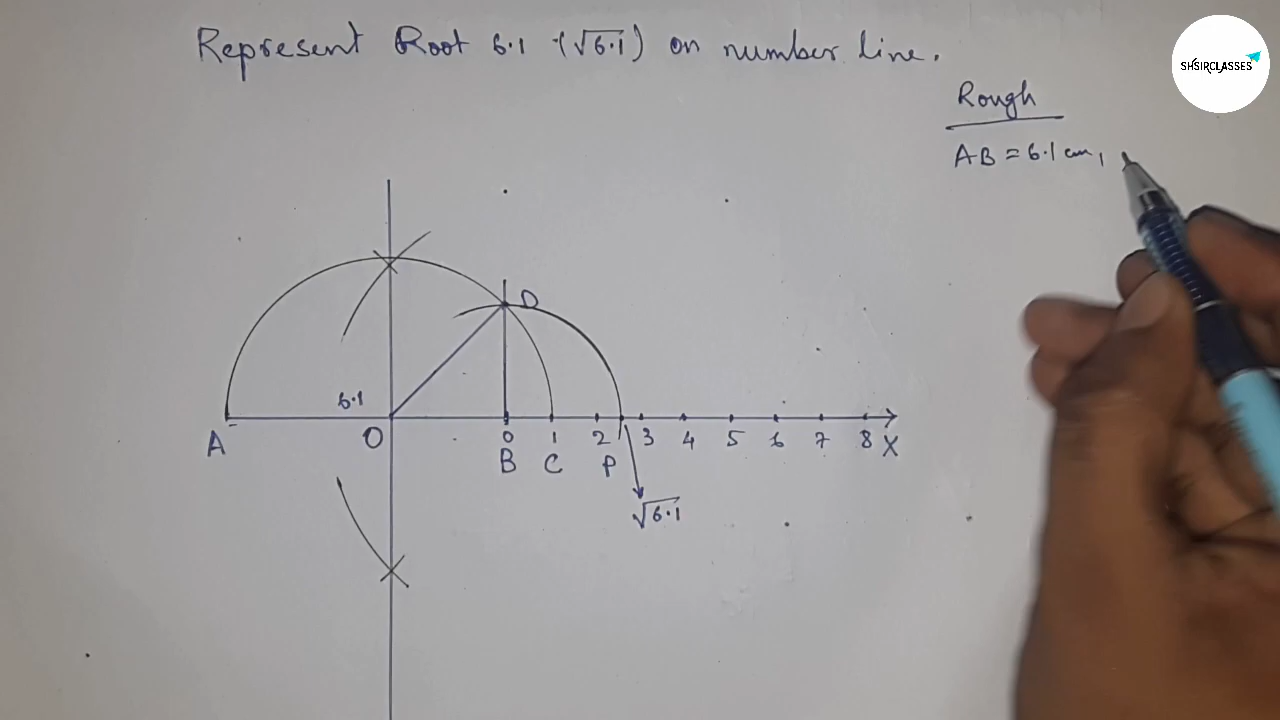 Represent Root 6.1 (√6.1) on number line.
SHSIRCLASSES
Rough
AB = 6.1 cm,
D
6.1
A O 0 1 2 3 4 5 6 7 8 X
B C P
√6.1